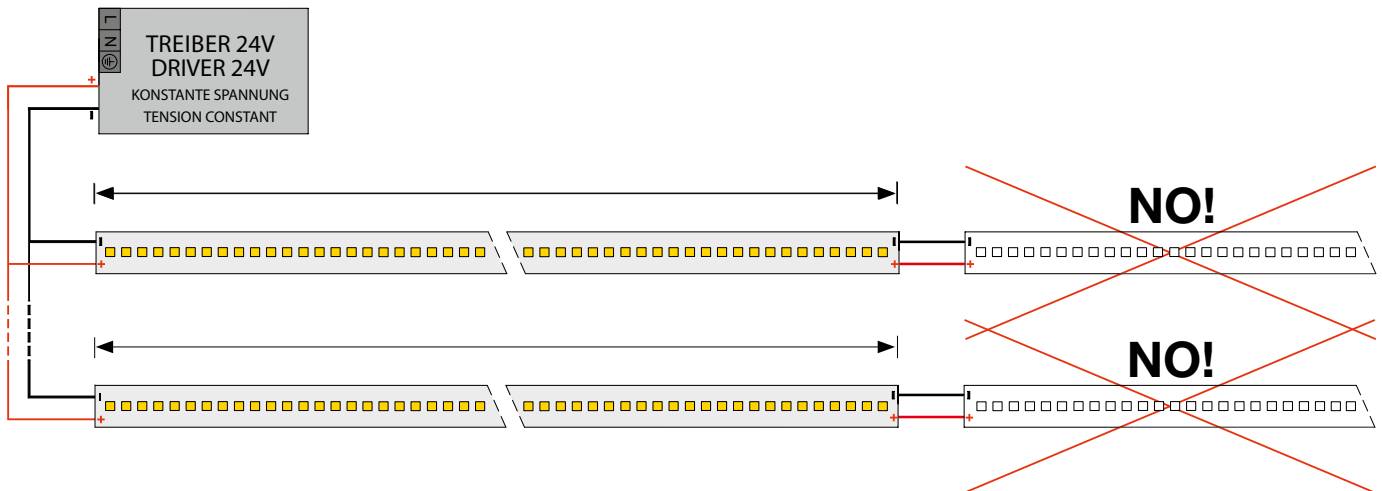 L N
TREIBER 24V
DRIVER 24V
KONSTANTE SPANNUNG
TENSION CONSTANT
NO!
NO!